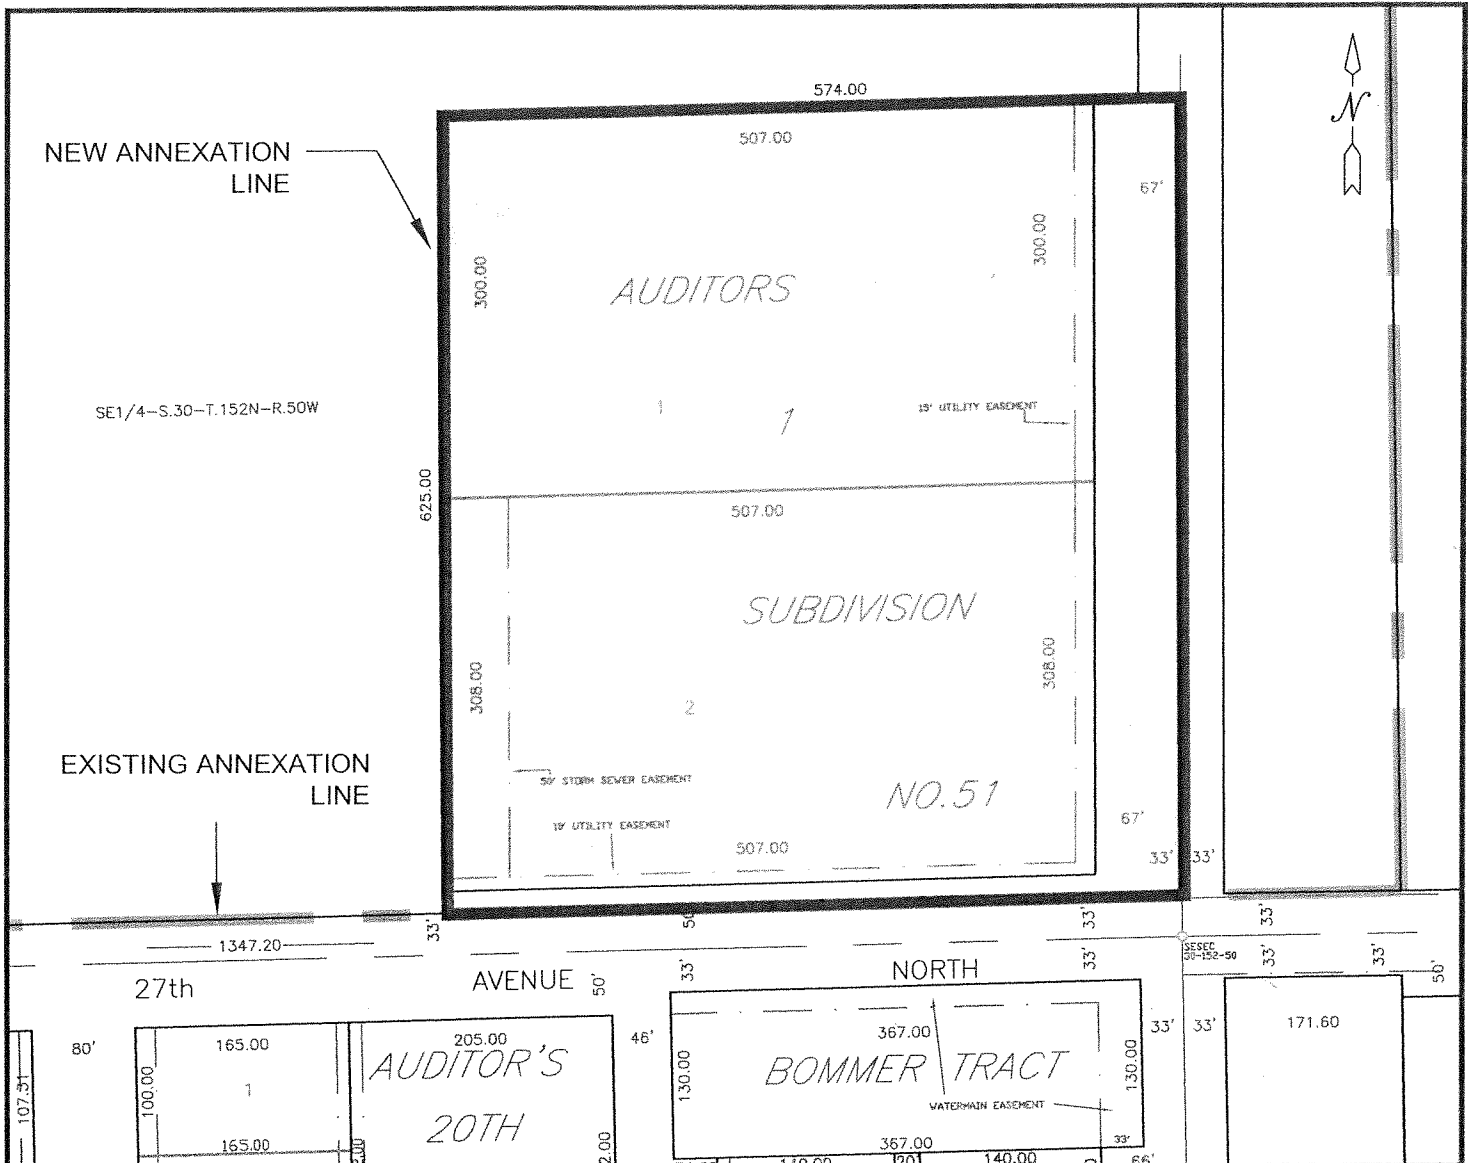 574.00
NEW ANNEXATION
LINE
507.00
N
67'
300.00
300.00
AUDITORS
SE1/4-S.30-T.152N-R.50W
1
1
15' UTILITY EASEMENT
625.00
507.00
SUBDIVISION
308.00
308.00
2
EXISTING ANNEXATION
LINE
50' STORM SEWER EASEMENT
NO.51
UTILITY EASEMENT
507.00
67'
33'
33'
33'
33'
33'
1347.20
27th
AVENUE
NORTH
50'
33'
33'
SESEC
30-152-50
33'
33'
50'
80'
165.00
205.00
46'
367.00
33'
33'
171.60
AUDITOR'S
20TH
BOMMER TRACT
107.31
100.00
1
130.00
130.00
WATERMAIN EASEMENT
165.00
367.00
33'
140.00
66'